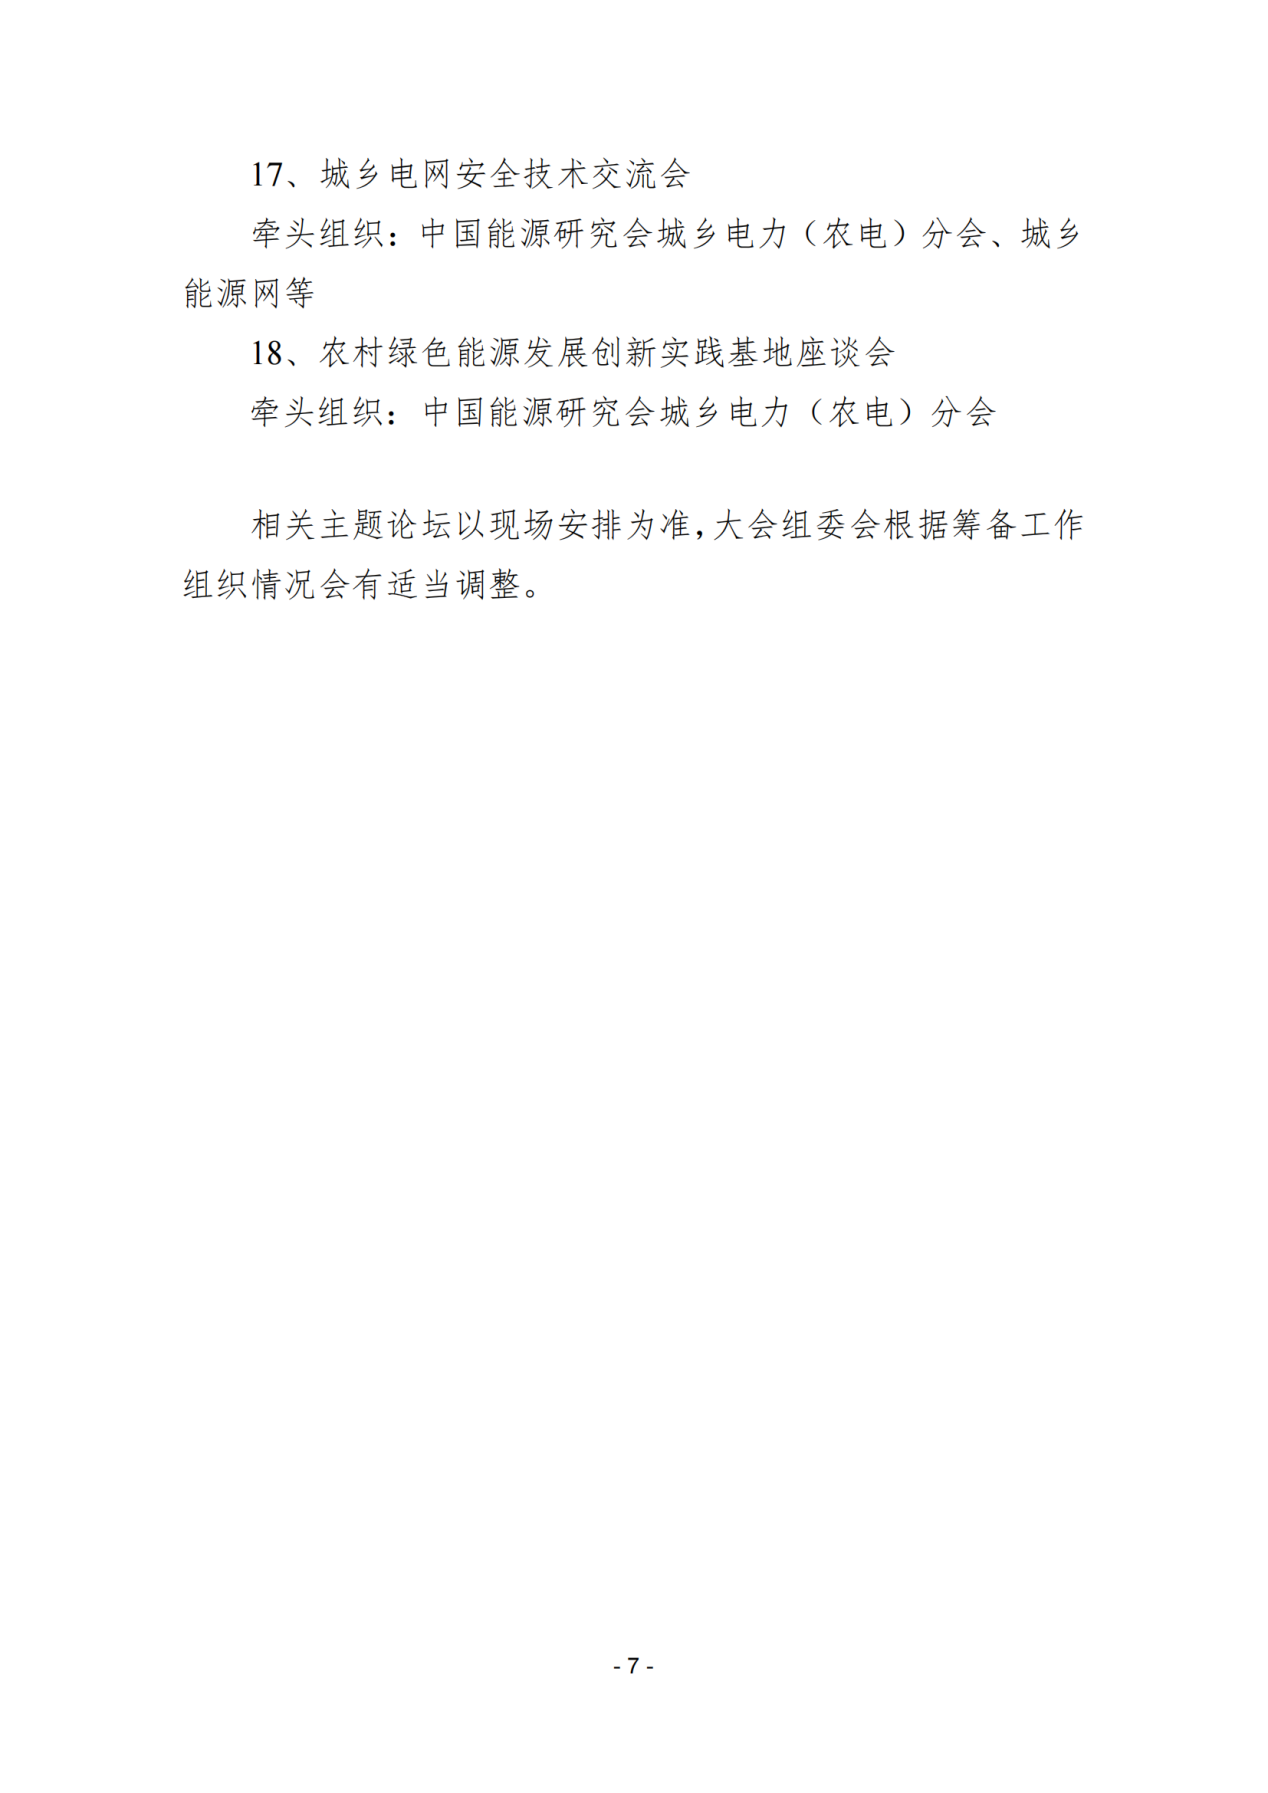 17、城乡电网安全技术交流会
牵头组织：中国能源研究会城乡电力（农电）分会、城乡
能源网等
18、农村绿色能源发展创新实践基地座谈会
牵头组织：中国能源研究会城乡电力（农电）分会
相关主题论坛以现场安排为准，大会组委会根据筹备工作
组织情况会有适当调整。
- 7 -